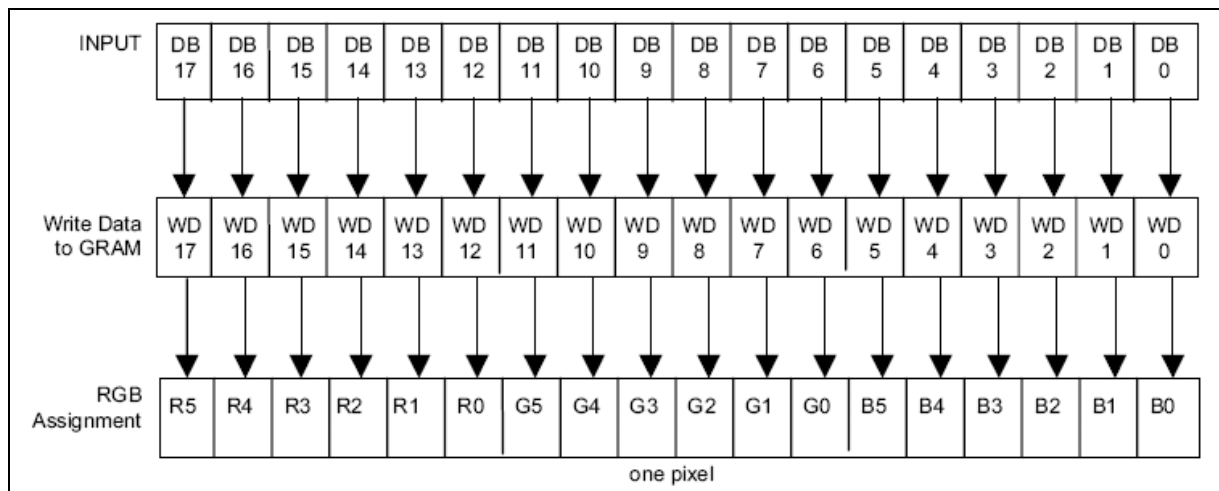 INPUT DB DB DB DB DB DB DB DB DB DB DB DB DB DB DB DB DB DB
17 16 15 14 13 12 11 10 9 8 7 6 5 4 3 2 1 0
Write Data WD WD WD WD WD WD WD WD WD WD WD WD WD WD WD WD WD WD
to GRAM 17 16 15 14 13 12 11 10 9 8 7 6 5 4 3 2 1 0
RGB
Assignment R5 R4 R3 R2 R1 R0 G5 G4 G3 G2 G1 G0 B5 B4 B3 B2 B1 B0
one pixel